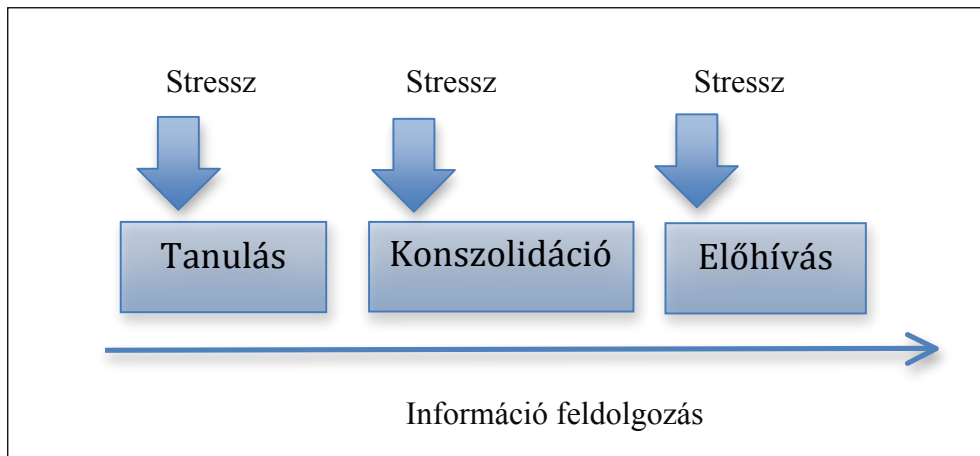 Stressz Stressz Stressz
Tanulás Konszolidáció Előhívás
Információ feldolgozás